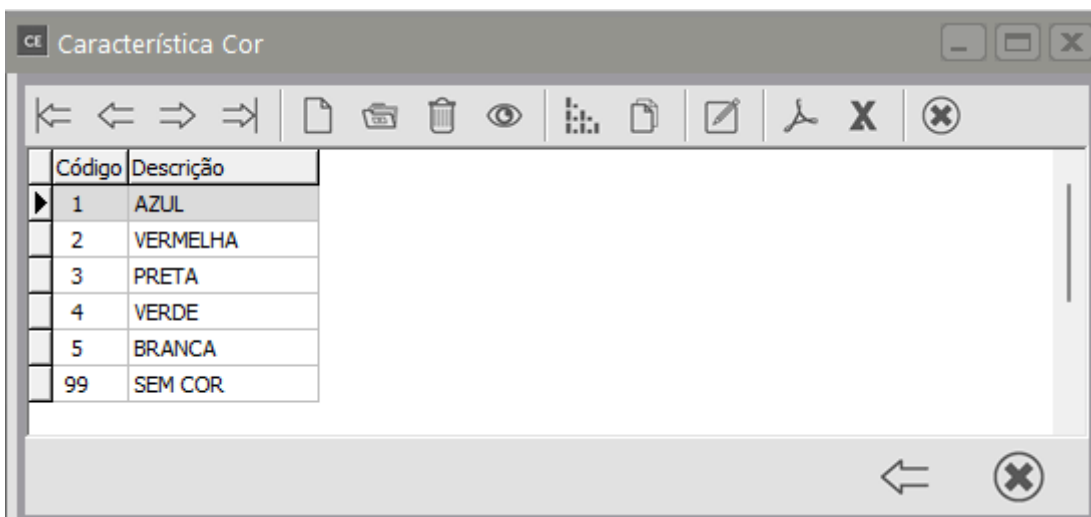 CE Característica Cor
Código Descrição
1 AZUL
2 VERMELHA
3 PRETA
4 VERDE
5 BRANCA
99 SEM COR